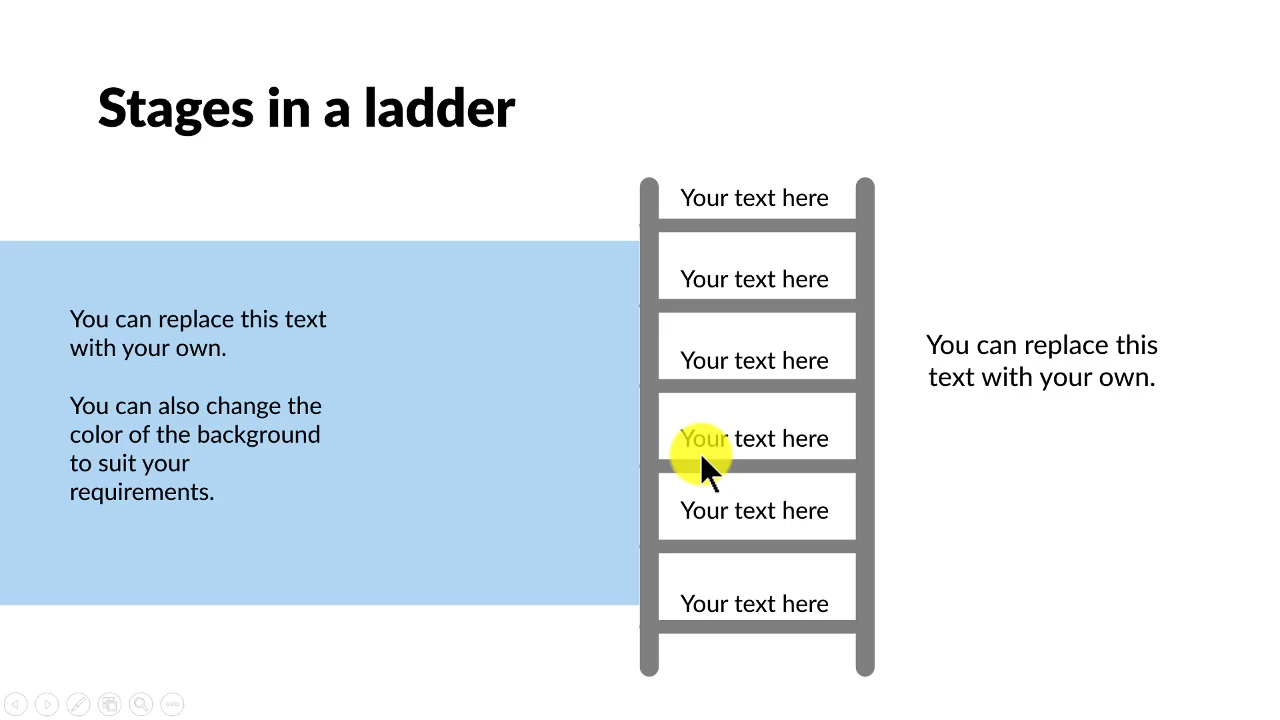 Stages in a ladder
You can replace this text
with your own.
You can also change the
color of the background
to suit your
requirements.
Your text here
Your text here
Your text here
Your text here
Your text here
Your text here
You can replace this
text with your own.